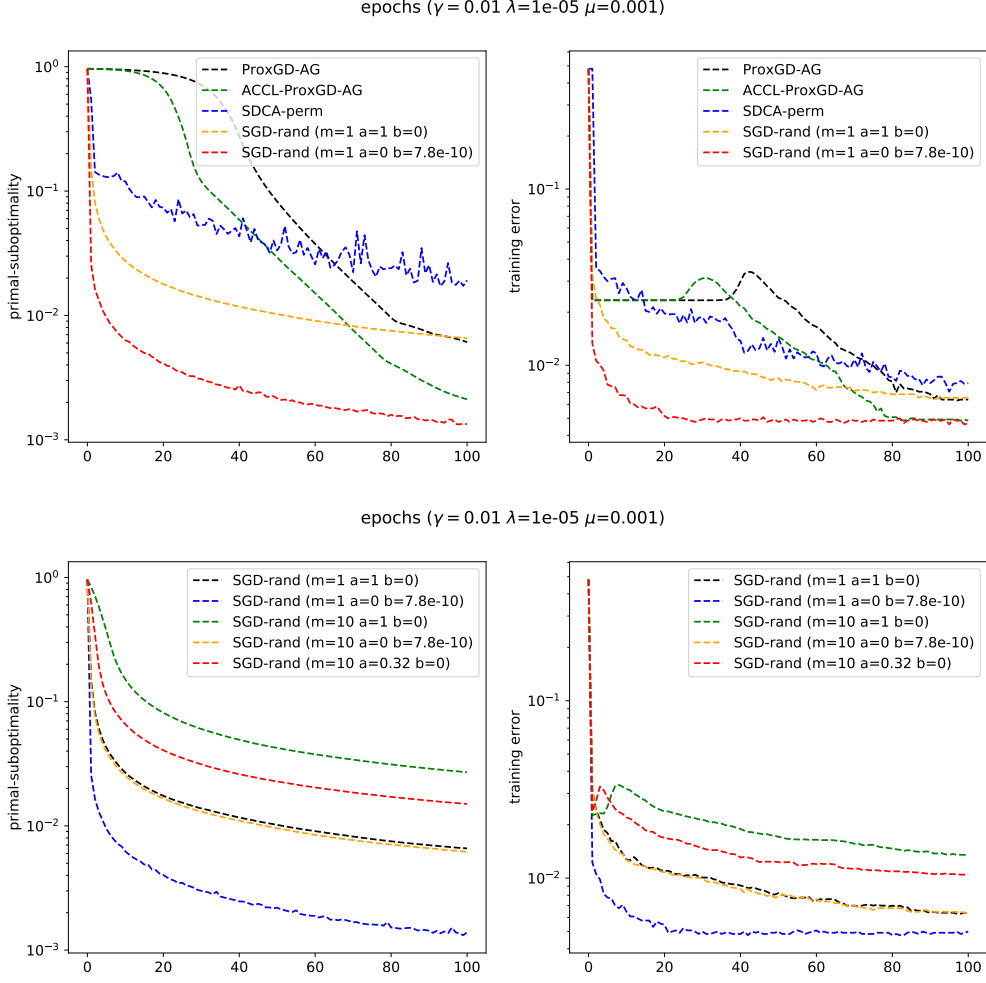 epochs (γ = 0.01 λ=1e-05 μ=0.001)
primal-suboptimality
10⁰
10⁻¹
10⁻²
10⁻³
0 20 40 60 80 100
ProxGD-AG
ACCL-ProxGD-AG
SDCA-perm
SGD-rand (m=1 a=1 b=0)
SGD-rand (m=1 a=0 b=7.8e-10)
training error
10⁻¹
10⁻²
0 20 40 60 80 100
ProxGD-AG
ACCL-ProxGD-AG
SDCA-perm
SGD-rand (m=1 a=1 b=0)
SGD-rand (m=1 a=0 b=7.8e-10)
epochs (γ = 0.01 λ=1e-05 μ=0.001)
primal-suboptimality
10⁰
10⁻¹
10⁻²
10⁻³
0 20 40 60 80 100
SGD-rand (m=1 a=1 b=0)
SGD-rand (m=1 a=0 b=7.8e-10)
SGD-rand (m=10 a=1 b=0)
SGD-rand (m=10 a=0 b=7.8e-10)
SGD-rand (m=10 a=0.32 b=0)
training error
10⁻¹
10⁻²
0 20 40 60 80 100
SGD-rand (m=1 a=1 b=0)
SGD-rand (m=1 a=0 b=7.8e-10)
SGD-rand (m=10 a=1 b=0)
SGD-rand (m=10 a=0 b=7.8e-10)
SGD-rand (m=10 a=0.32 b=0)